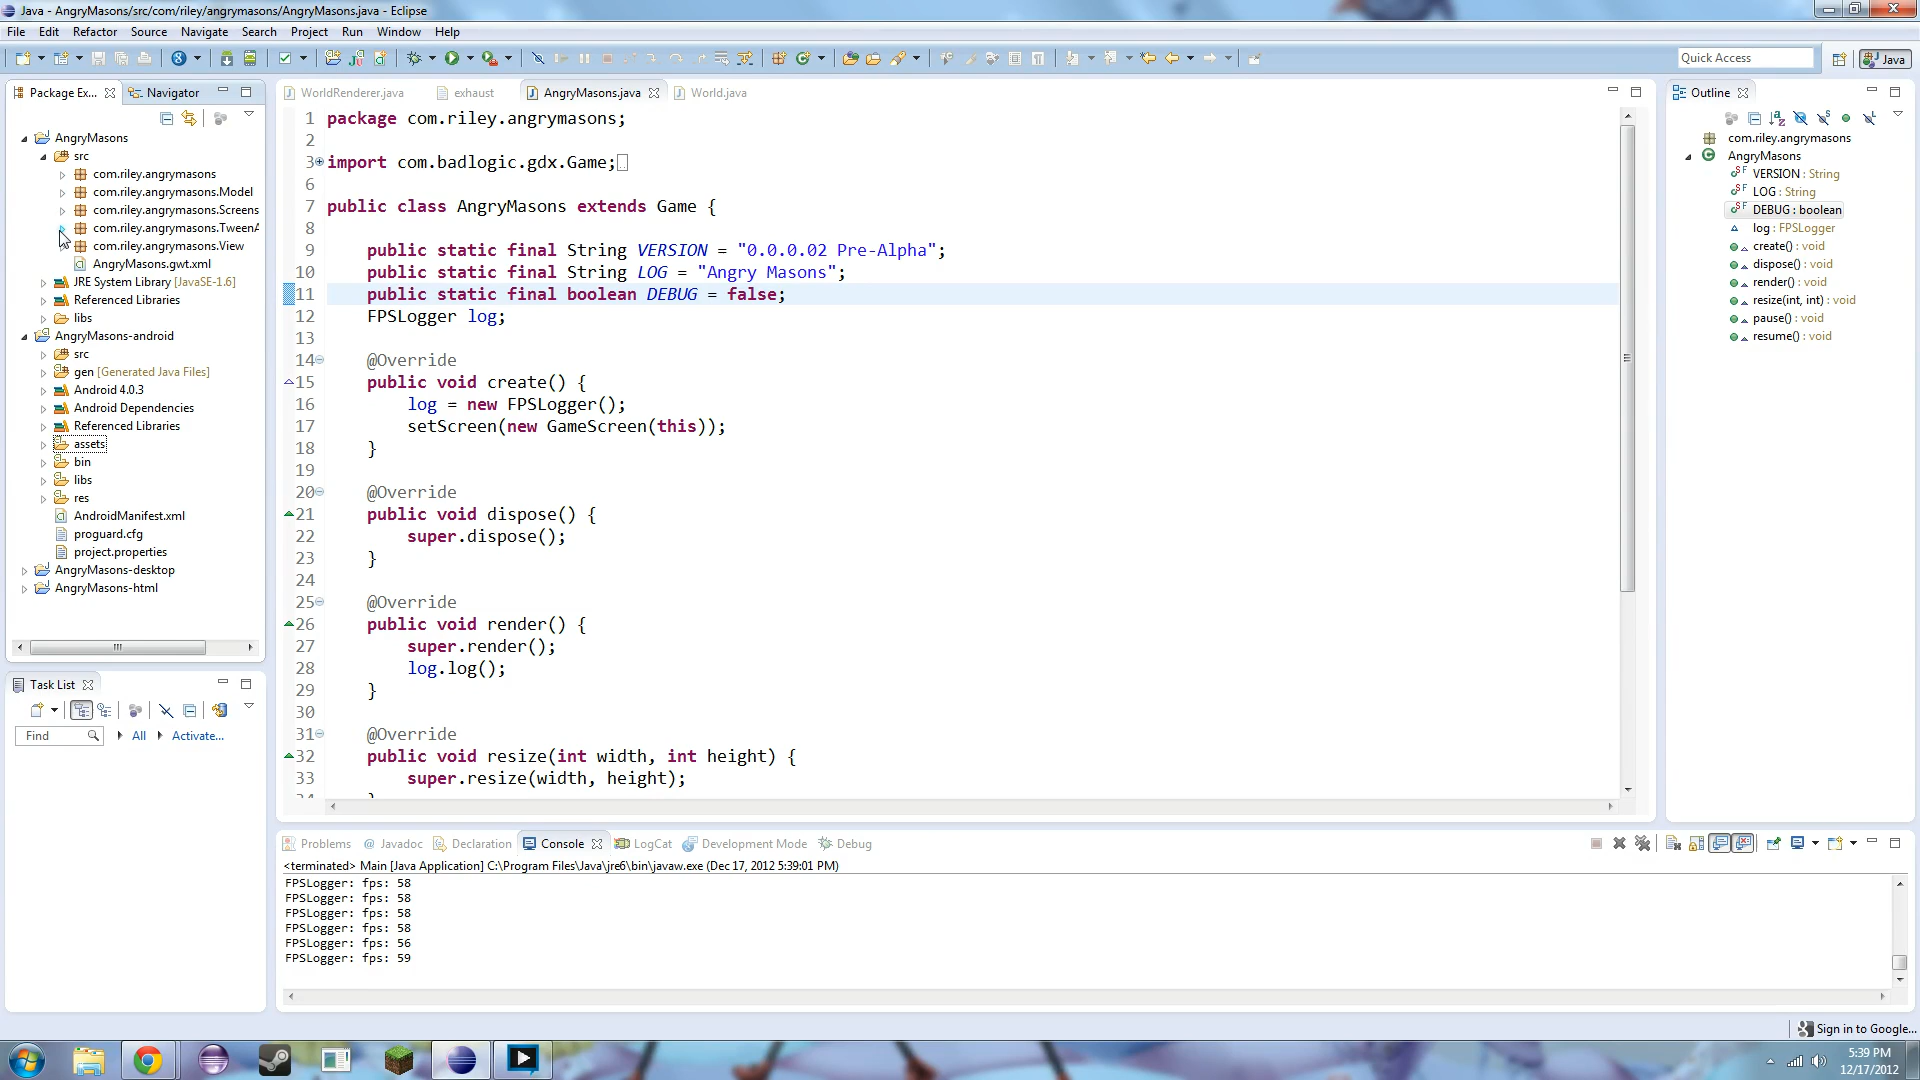 Java - AngryMasons/src/com/riley/angrymasons/AngryMasons.java - Eclipse
File Edit Refactor Source Navigate Search Project Run Window Help
Quick Access
Java
Package Ex...
Navigator
AngryMasons
src
com.riley.angrymasons
com.riley.angrymasons.Model
com.riley.angrymasons.Screens
com.riley.angrymasons.TweenA
com.riley.angrymasons.View
AngryMasons.gwt.xml
JRE System Library [JavaSE-1.6]
Referenced Libraries
libs
AngryMasons-android
src
gen [Generated Java Files]
Android 4.0.3
Android Dependencies
Referenced Libraries
assets
bin
libs
res
AndroidManifest.xml
proguard.cfg
project.properties
AngryMasons-desktop
AngryMasons-html
Task List
Find
All
Activate...
WorldRenderer.java
exhaust
AngryMasons.java
World.java
1 package com.riley.angrymasons;
2
3 import com.badlogic.gdx.Game;
6
7 public class AngryMasons extends Game {
8
9 public static final String VERSION = "0.0.0.02 Pre-Alpha";
10 public static final String LOG = "Angry Masons";
11 public static final boolean DEBUG = false;
12 FPSLogger log;
13
14 @Override
15 public void create() {
16 log = new FPSLogger();
17 setScreen(new GameScreen(this));
18 }
19
20 @Override
21 public void dispose() {
22 super.dispose();
23 }
24
25 @Override
26 public void render() {
27 super.render();
28 log.log();
29 }
30
31 @Override
32 public void resize(int width, int height) {
33 super.resize(width, height);
Outline
com.riley.angrymasons
AngryMasons
VERSION : String
LOG : String
DEBUG : boolean
log : FPSLogger
create() : void
dispose() : void
render() : void
resize(int, int) : void
pause() : void
resume() : void
Problems
@ Javadoc
Declaration
Console
LogCat
Development Mode
Debug
<terminated> Main [Java Application] C:\Program Files\Java\jre6\bin\javaw.exe (Dec 17, 2012 5:39:01 PM)
FPSLogger: fps: 58
FPSLogger: fps: 58
FPSLogger: fps: 58
FPSLogger: fps: 58
FPSLogger: fps: 56
FPSLogger: fps: 59
Sign in to Google...
5:39 PM
12/17/2012